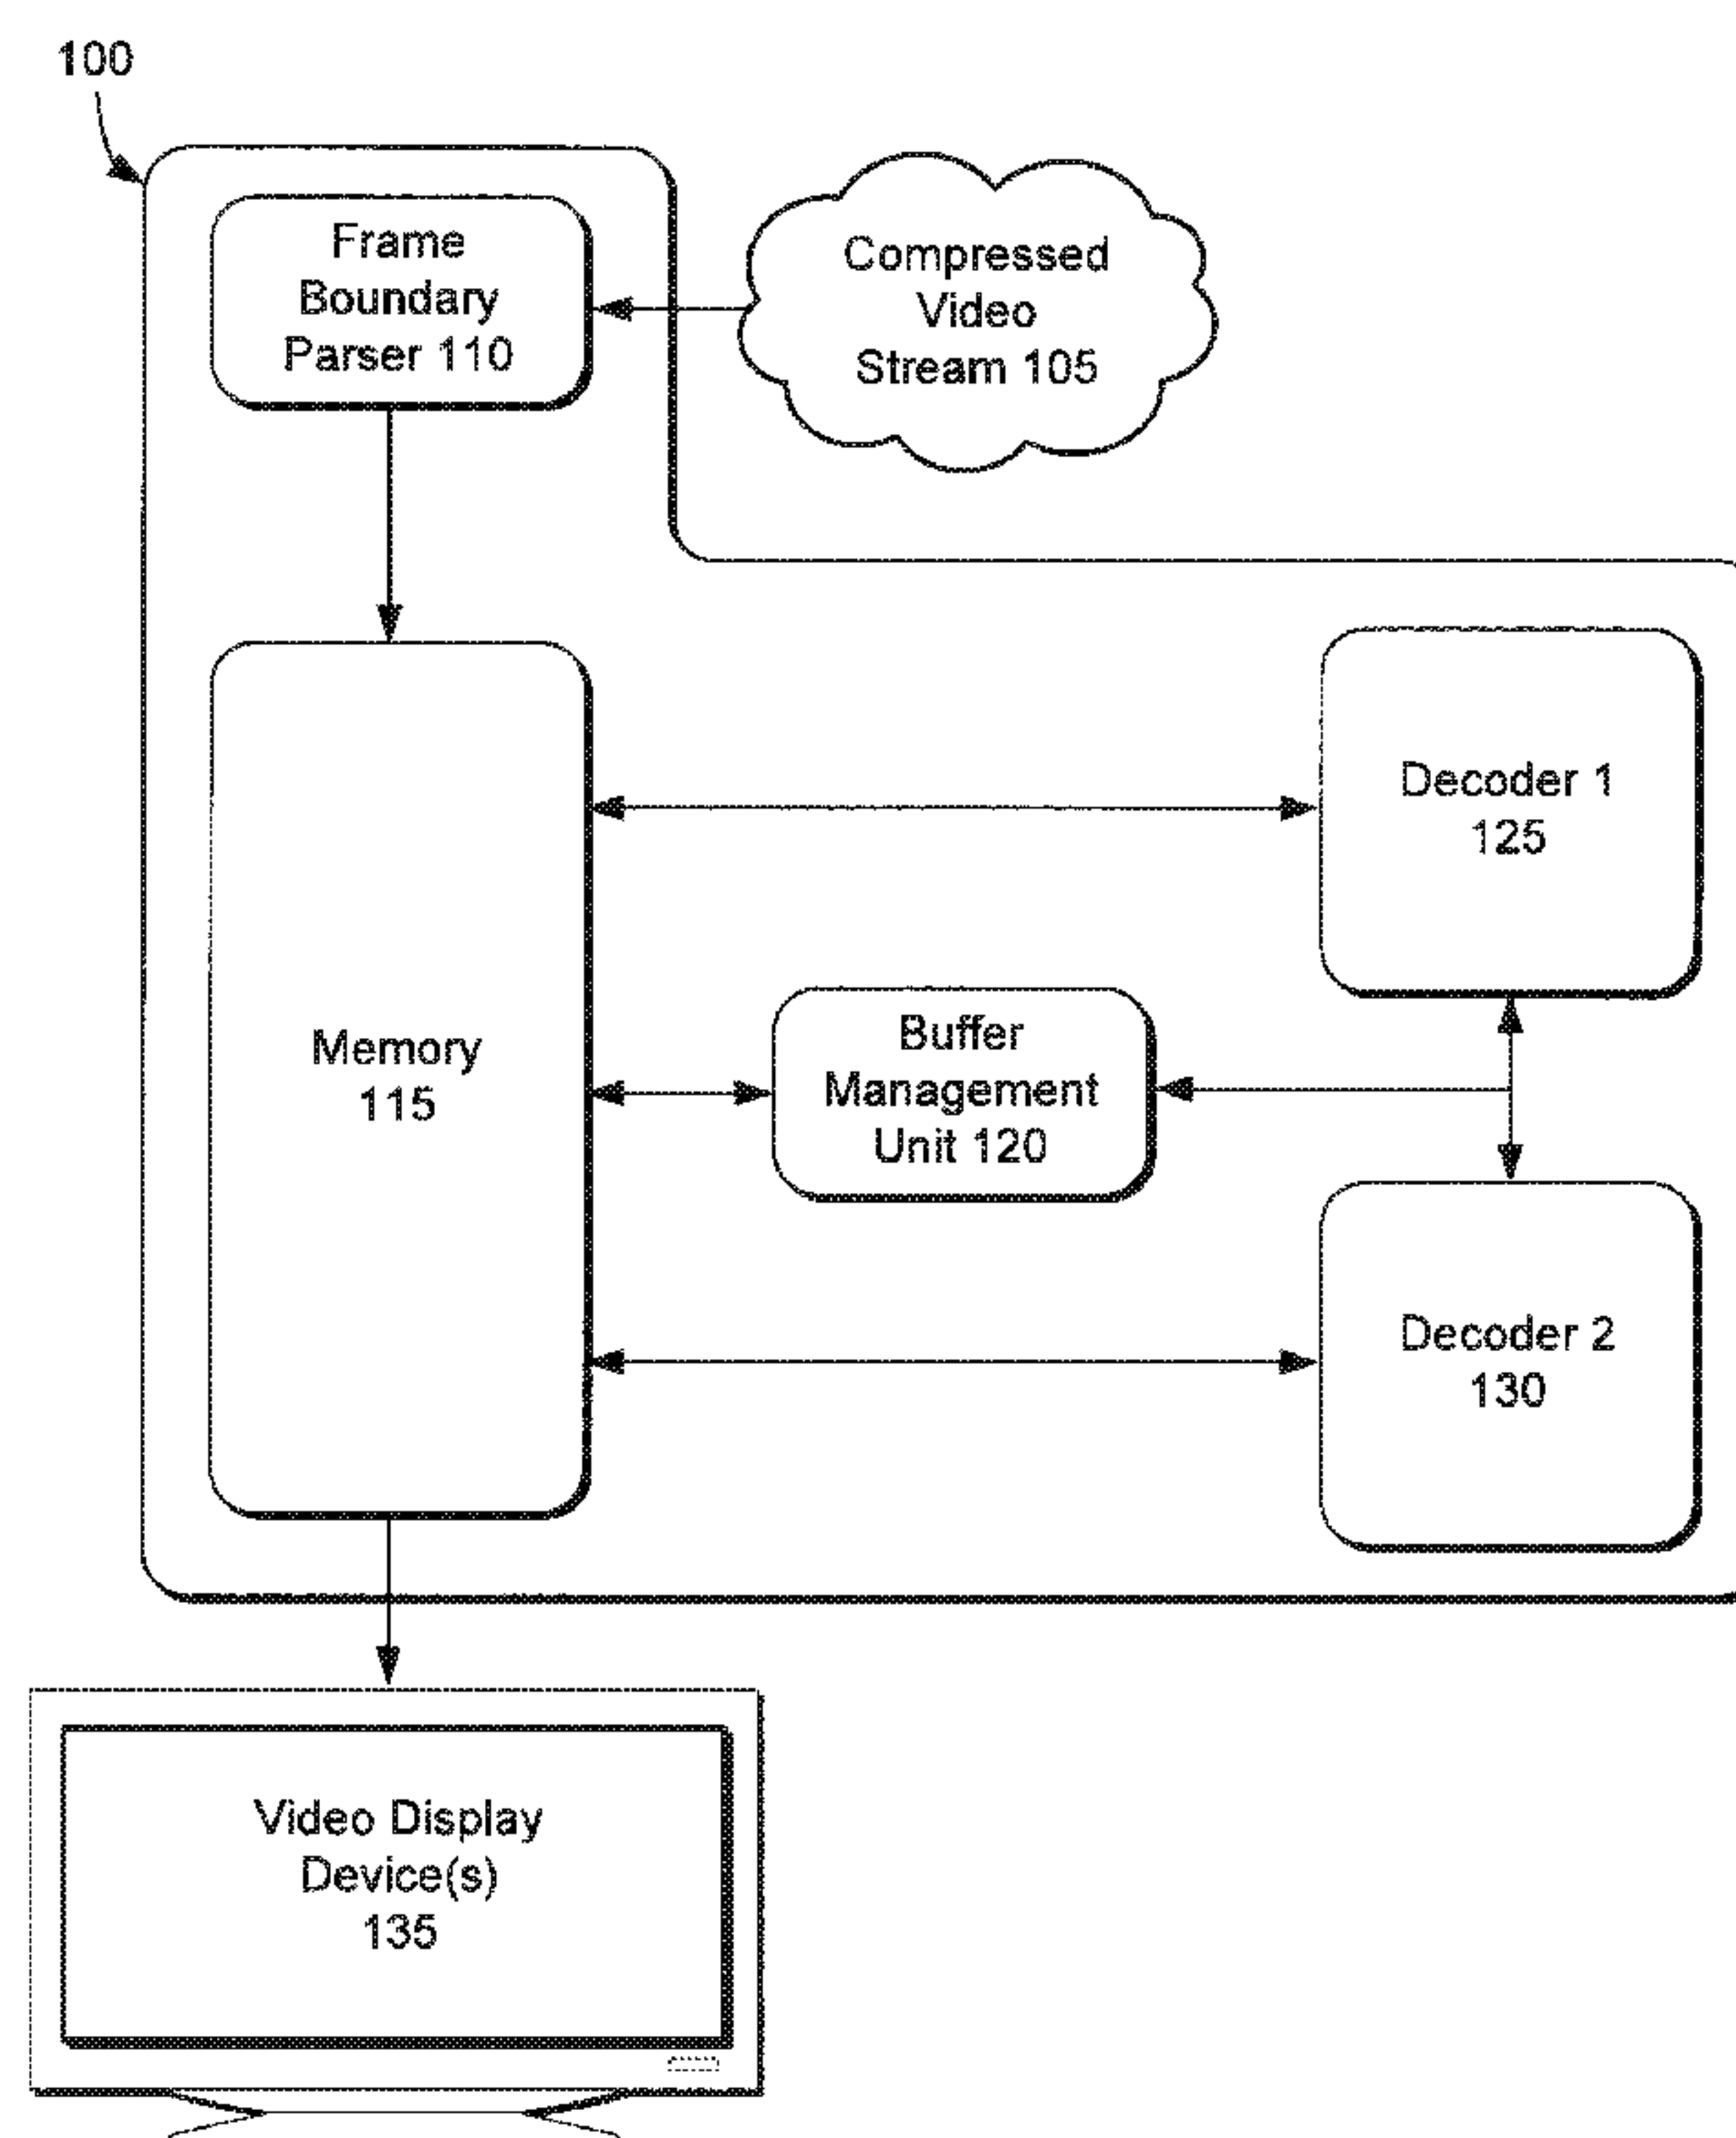 100
Frame
Boundary
Parser 110
Compressed
Video
Stream 105
Decoder 1
125
Memory
115
Buffer
Management
Unit 120
Decoder 2
130
Video Display
Device(s)
135